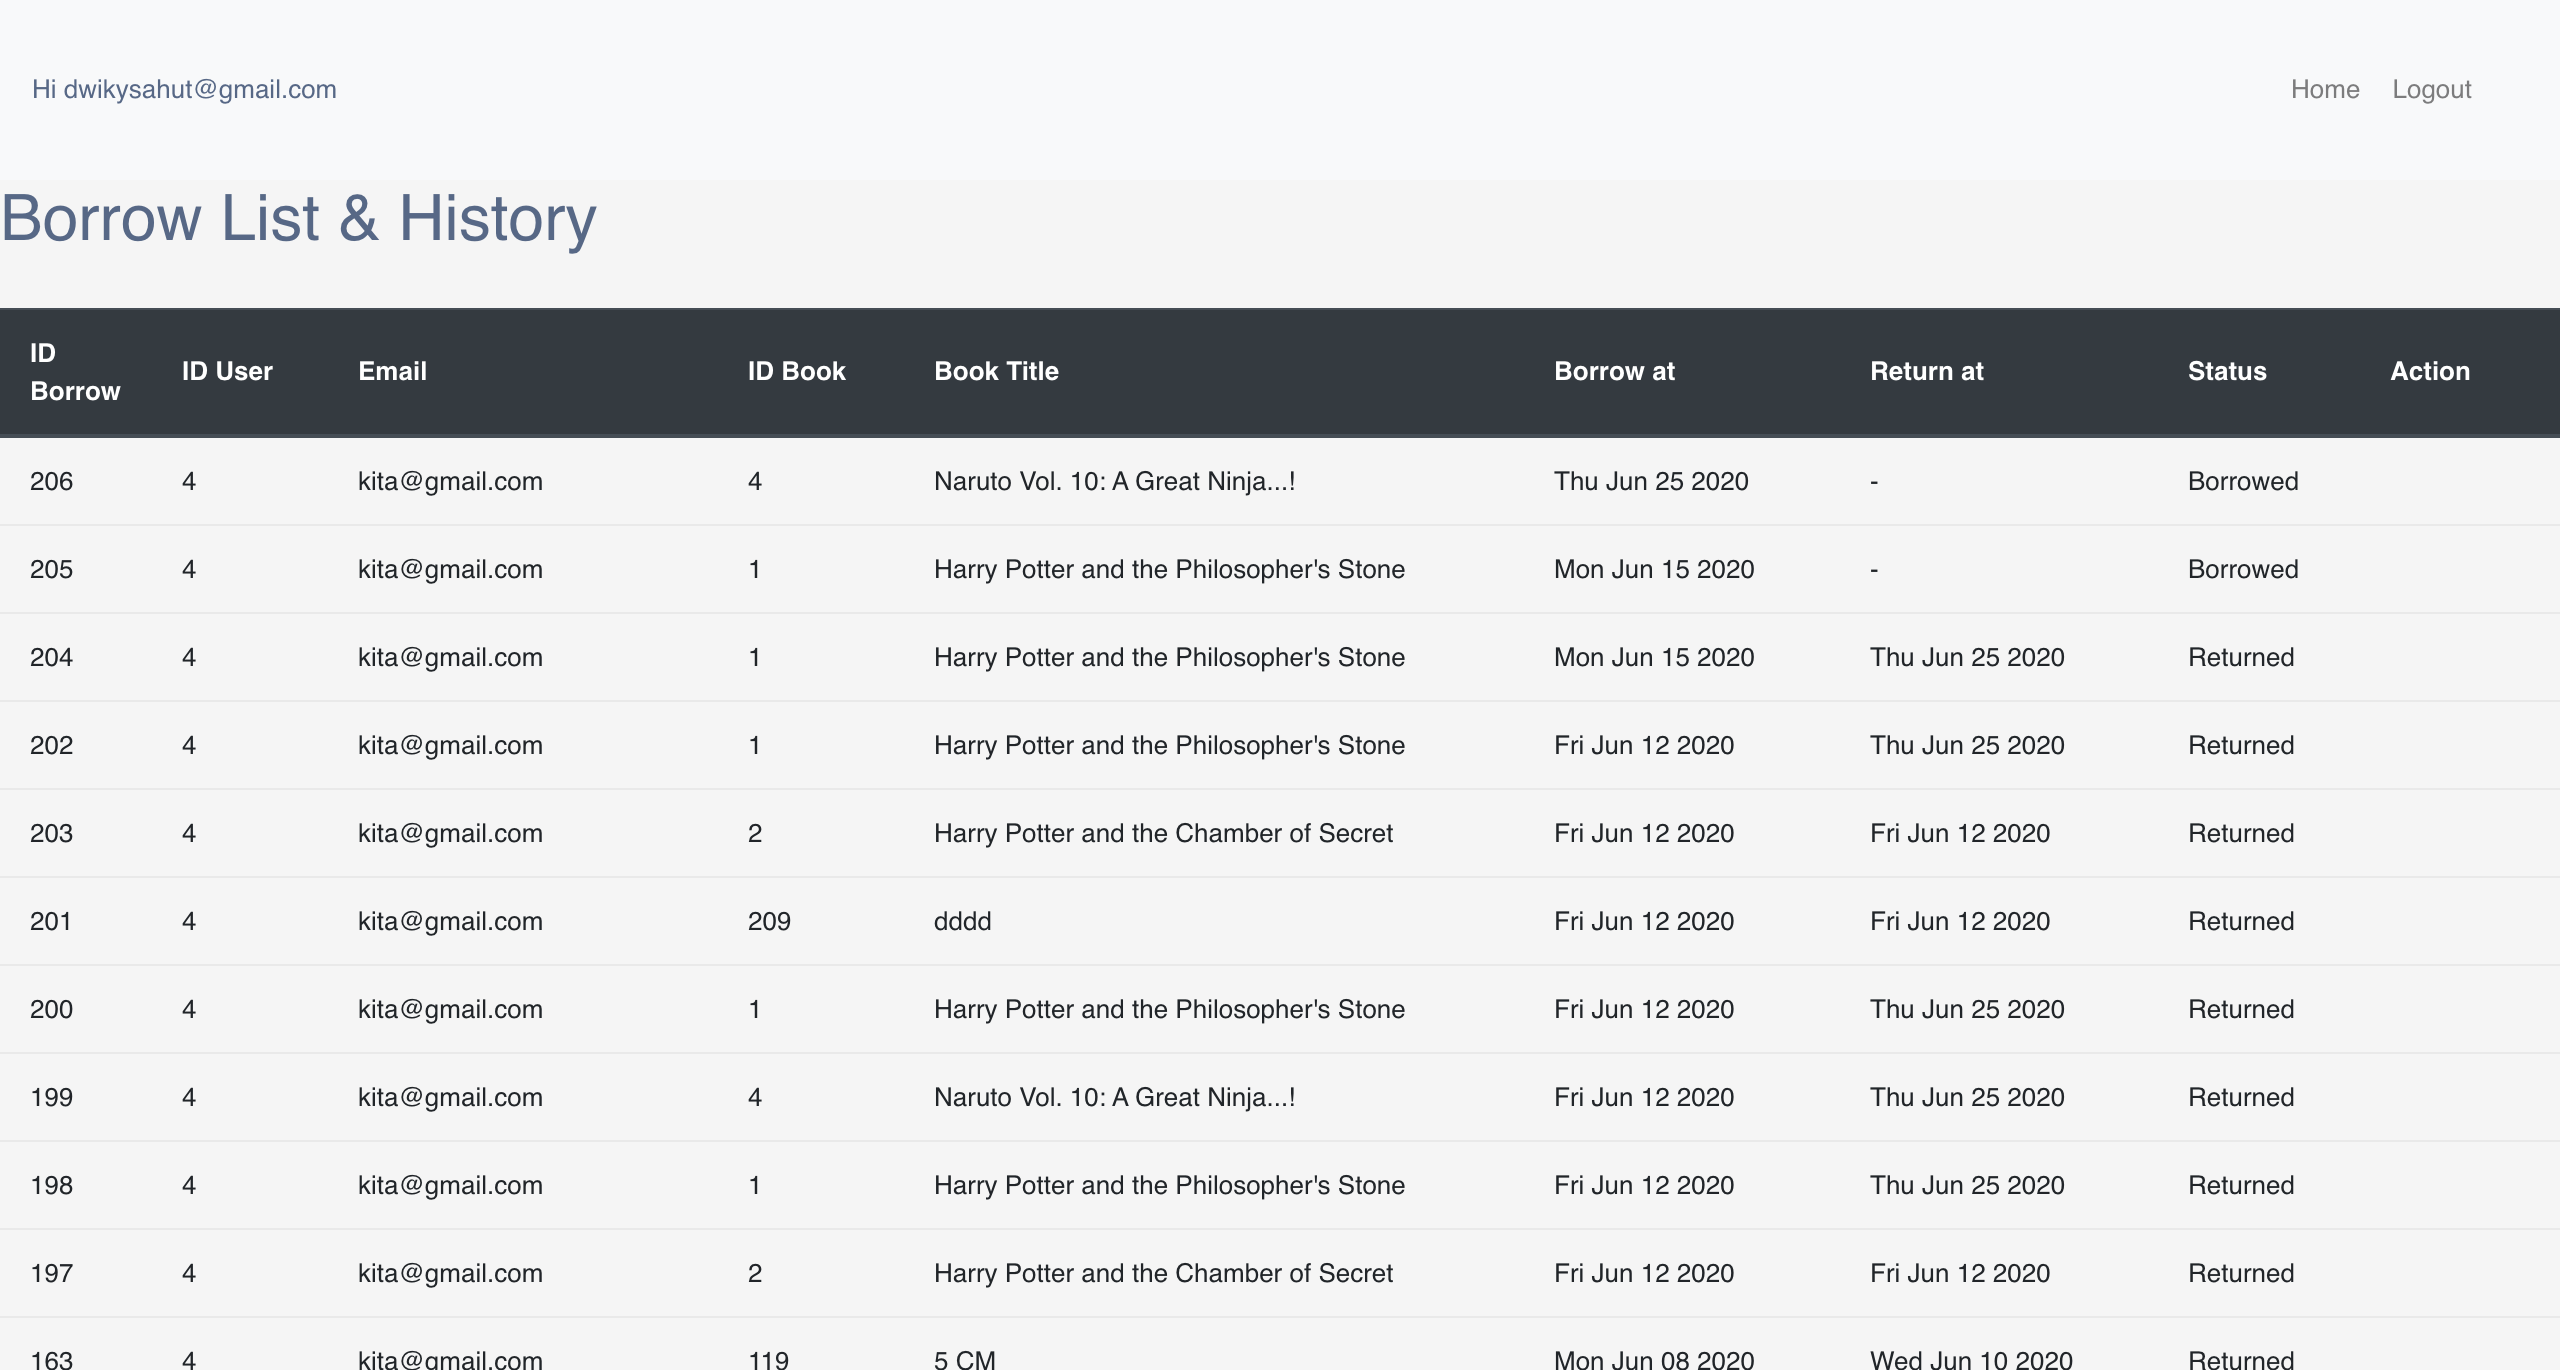 Hi dwikysahut@gmail.com Home Logout
Borrow List & History
ID Borrow ID User Email ID Book Book Title Borrow at Return at Status Action
206 4 kita@gmail.com 4 Naruto Vol. 10: A Great Ninja...! Thu Jun 25 2020 - Borrowed
205 4 kita@gmail.com 1 Harry Potter and the Philosopher's Stone Mon Jun 15 2020 - Borrowed
204 4 kita@gmail.com 1 Harry Potter and the Philosopher's Stone Mon Jun 15 2020 Thu Jun 25 2020 Returned
202 4 kita@gmail.com 1 Harry Potter and the Philosopher's Stone Fri Jun 12 2020 Thu Jun 25 2020 Returned
203 4 kita@gmail.com 2 Harry Potter and the Chamber of Secret Fri Jun 12 2020 Fri Jun 12 2020 Returned
201 4 kita@gmail.com 209 dddd Fri Jun 12 2020 Fri Jun 12 2020 Returned
200 4 kita@gmail.com 1 Harry Potter and the Philosopher's Stone Fri Jun 12 2020 Thu Jun 25 2020 Returned
199 4 kita@gmail.com 4 Naruto Vol. 10: A Great Ninja...! Fri Jun 12 2020 Thu Jun 25 2020 Returned
198 4 kita@gmail.com 1 Harry Potter and the Philosopher's Stone Fri Jun 12 2020 Thu Jun 25 2020 Returned
197 4 kita@gmail.com 2 Harry Potter and the Chamber of Secret Fri Jun 12 2020 Fri Jun 12 2020 Returned
163 4 kita@gmail.com 119 5 CM Mon Jun 08 2020 Wed Jun 10 2020 Returned